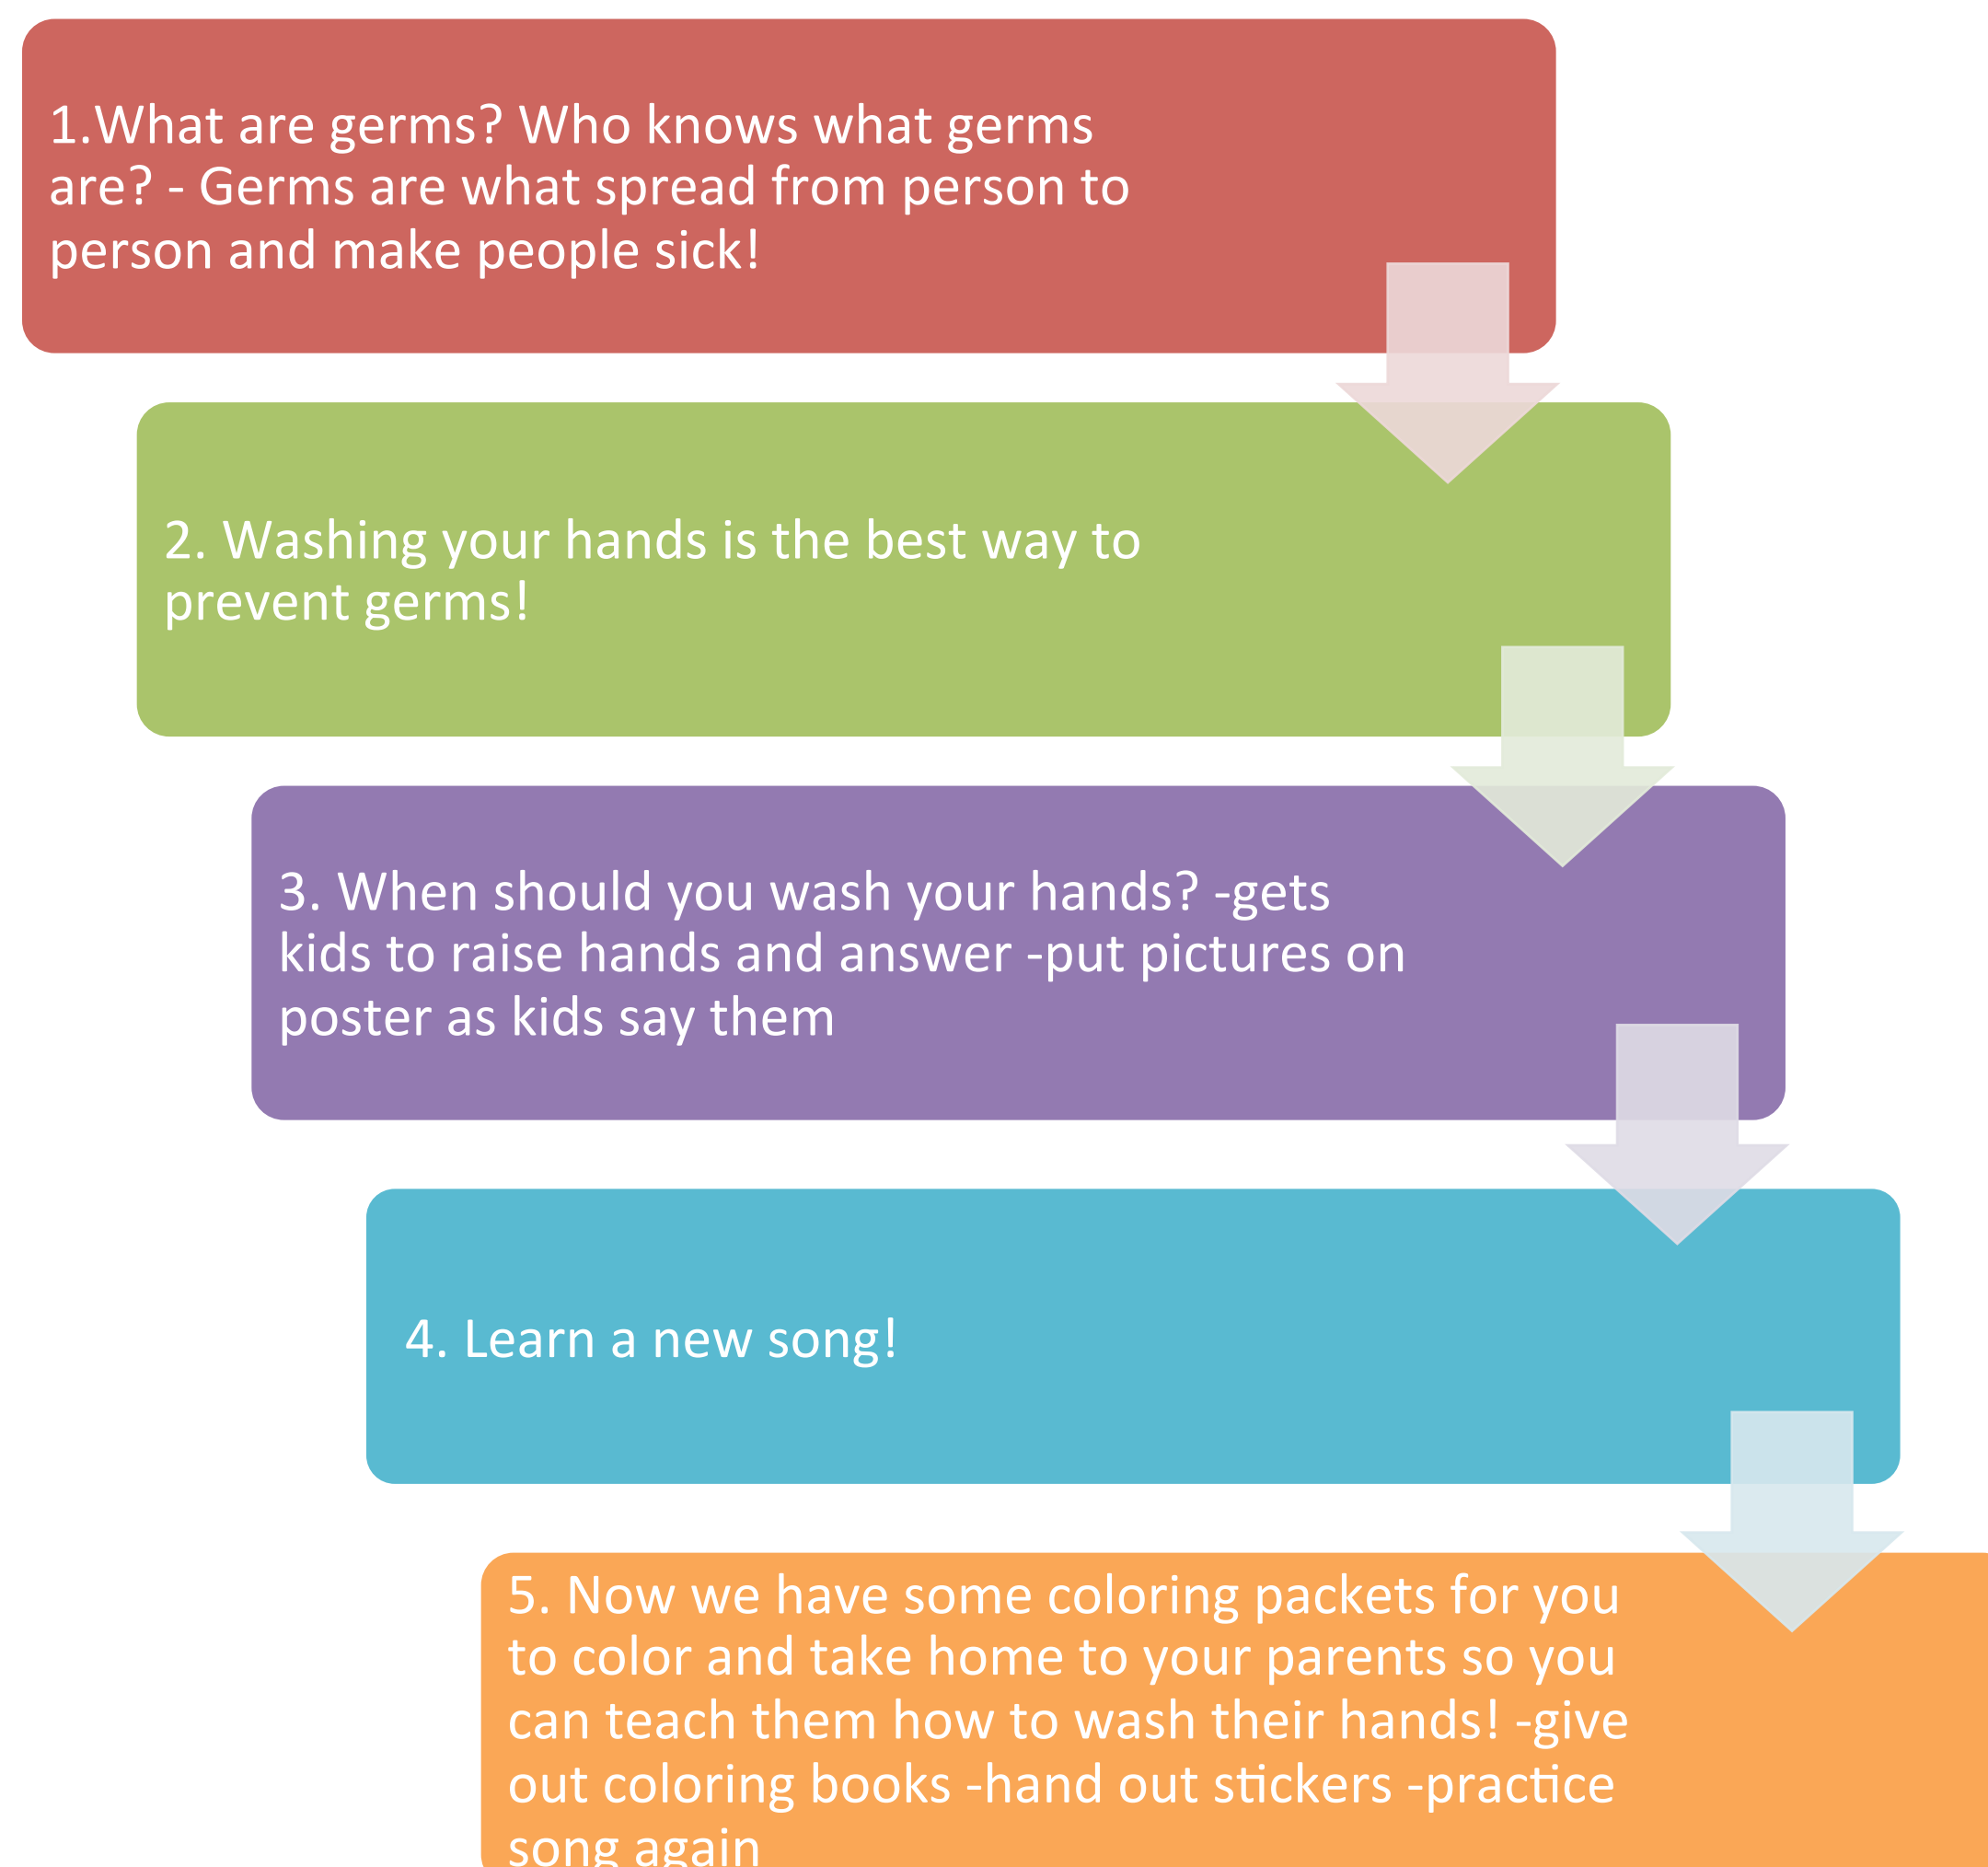 1.What are germs? Who knows what germs
are? - Germs are what spread from person to
person and make people sick!
2. Washing your hands is the best way to
prevent germs!
3. When should you wash your hands? -gets
kids to raise hands and answer -put pictures on
poster as kids say them
4. Learn a new song!
5. Now we have some coloring packets for you
to color and take home to your parents so you
can teach them how to wash their hands! -give
out coloring books -hand out stickers -practice
song again